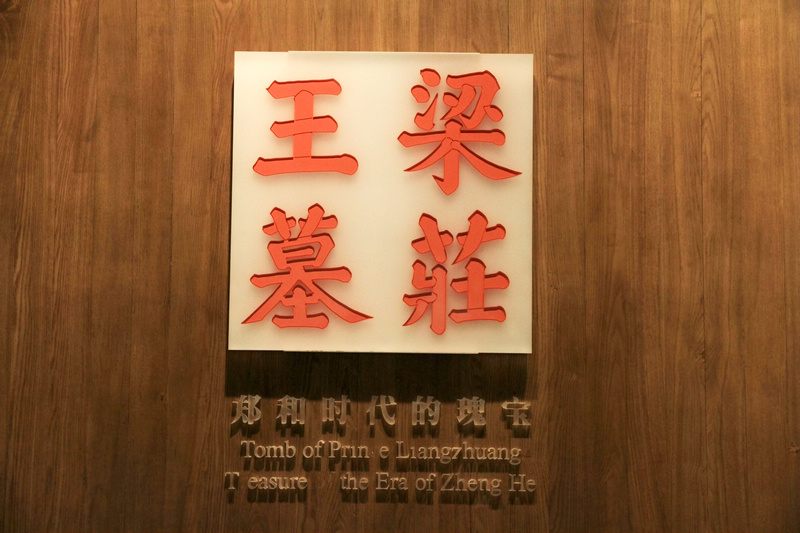 梁莊
王墓
郑和时代的瑰宝
Tomb of Prin e Liangzhuang
T easure the Era of Zheng He